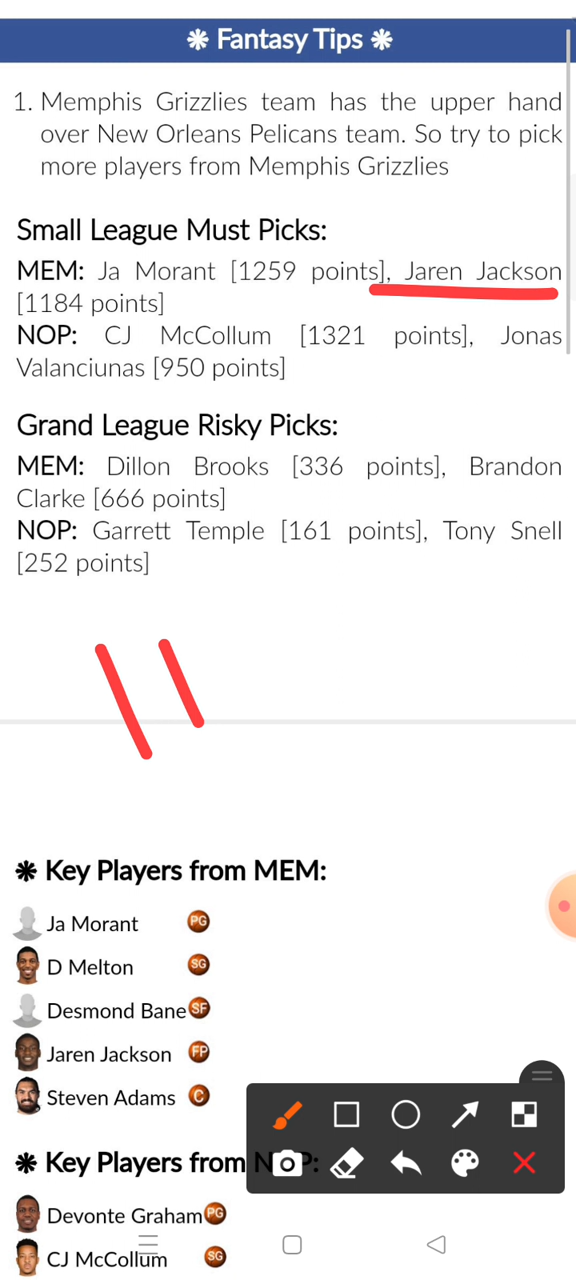 ❋ Fantasy Tips ❋
1. Memphis Grizzlies team has the upper hand
over New Orleans Pelicans team. So try to pick
more players from Memphis Grizzlies
Small League Must Picks:
MEM: Ja Morant [1259 points], Jaren Jackson
[1184 points]
NOP: CJ McCollum [1321 points], Jonas
Valanciunas [950 points]
Grand League Risky Picks:
MEM: Dillon Brooks [336 points], Brandon
Clarke [666 points]
NOP: Garrett Temple [161 points], Tony Snell
[252 points]
❋ Key Players from MEM:
Ja Morant PG
D Melton SG
Desmond Bane SF
Jaren Jackson FP
Steven Adams C
❋ Key Players from NOP:
Devonte Graham PG
CJ McCollum SG